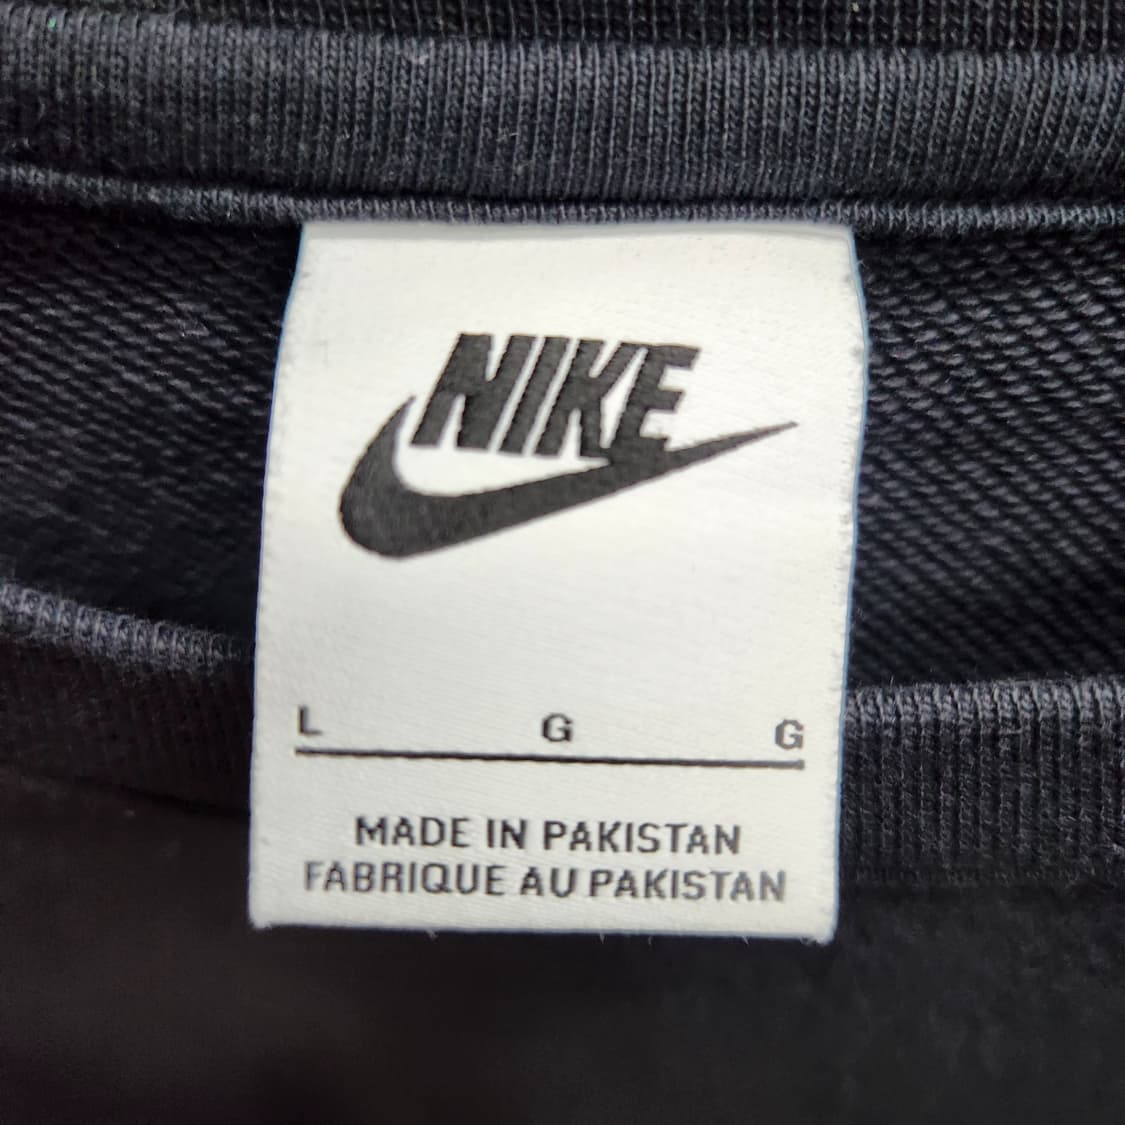 NIKE
L G G
MADE IN PAKISTAN
FABRIQUE AU PAKISTAN